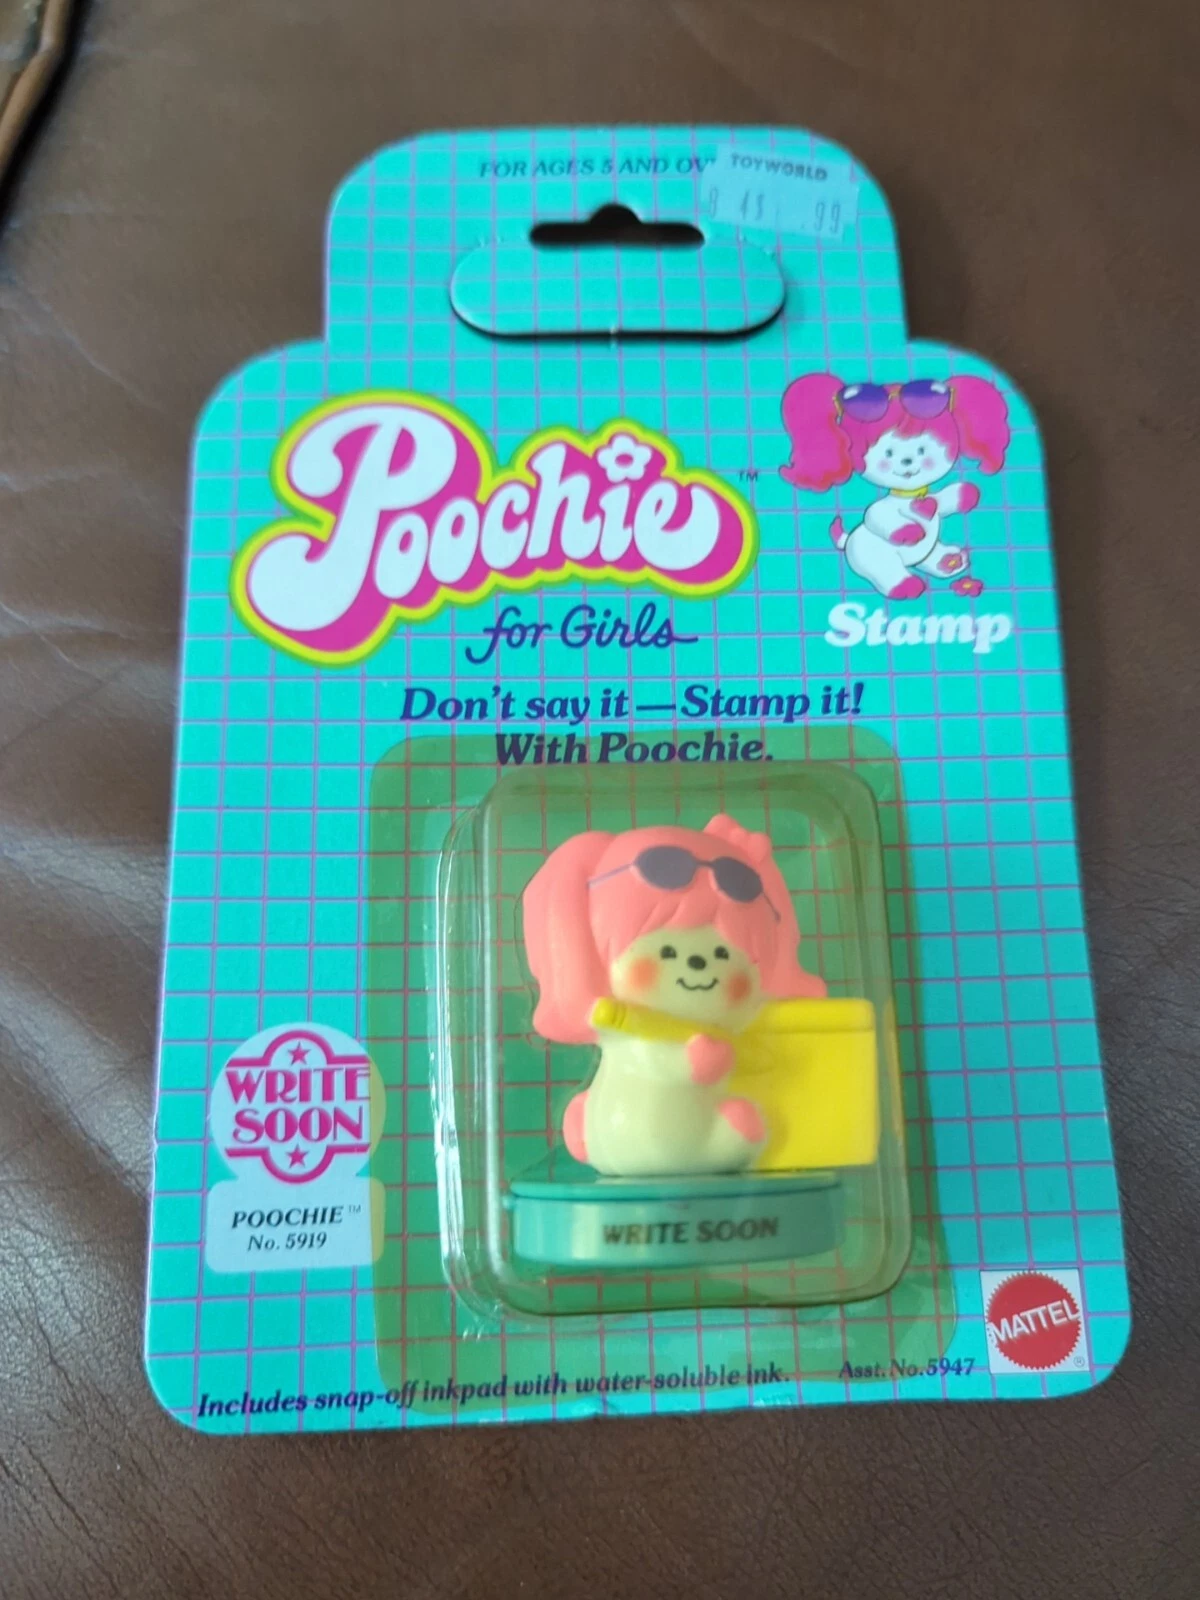 FOR AGES 5 AND OV
TOYWORLD
.99
Poochie ™
for Girls
Stamp
Don't say it — Stamp it!
With Poochie.
WRITE
SOON
POOCHIE™
No. 5919
WRITE SOON
MATTEL
®
Asst. No. 5947
Includes snap-off inkpad with water-soluble ink.